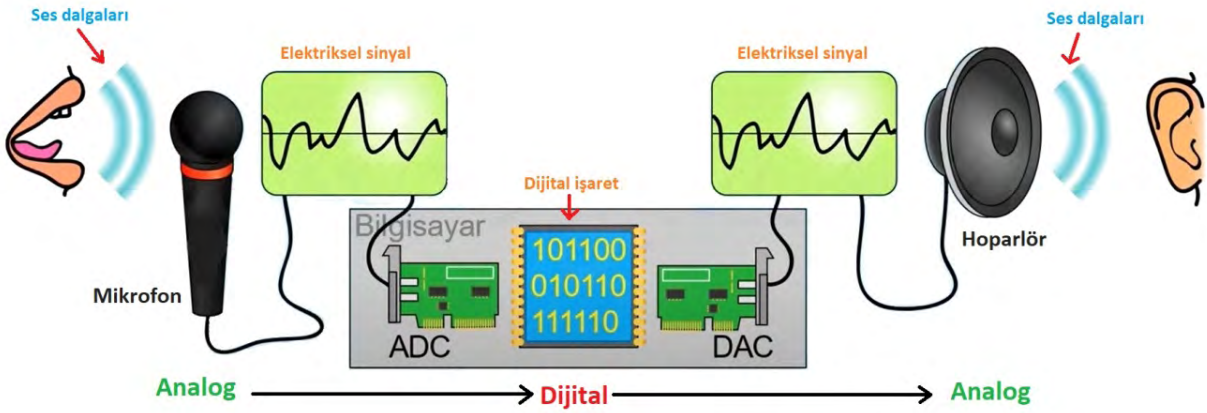 Ses dalgaları
Elektriksel sinyal
Elektriksel sinyal
Ses dalgaları
Dijital işaret
Bilgisayar
101100
010110
111110
Mikrofon
Hoparlör
ADC
DAC
Analog
Dijital
Analog